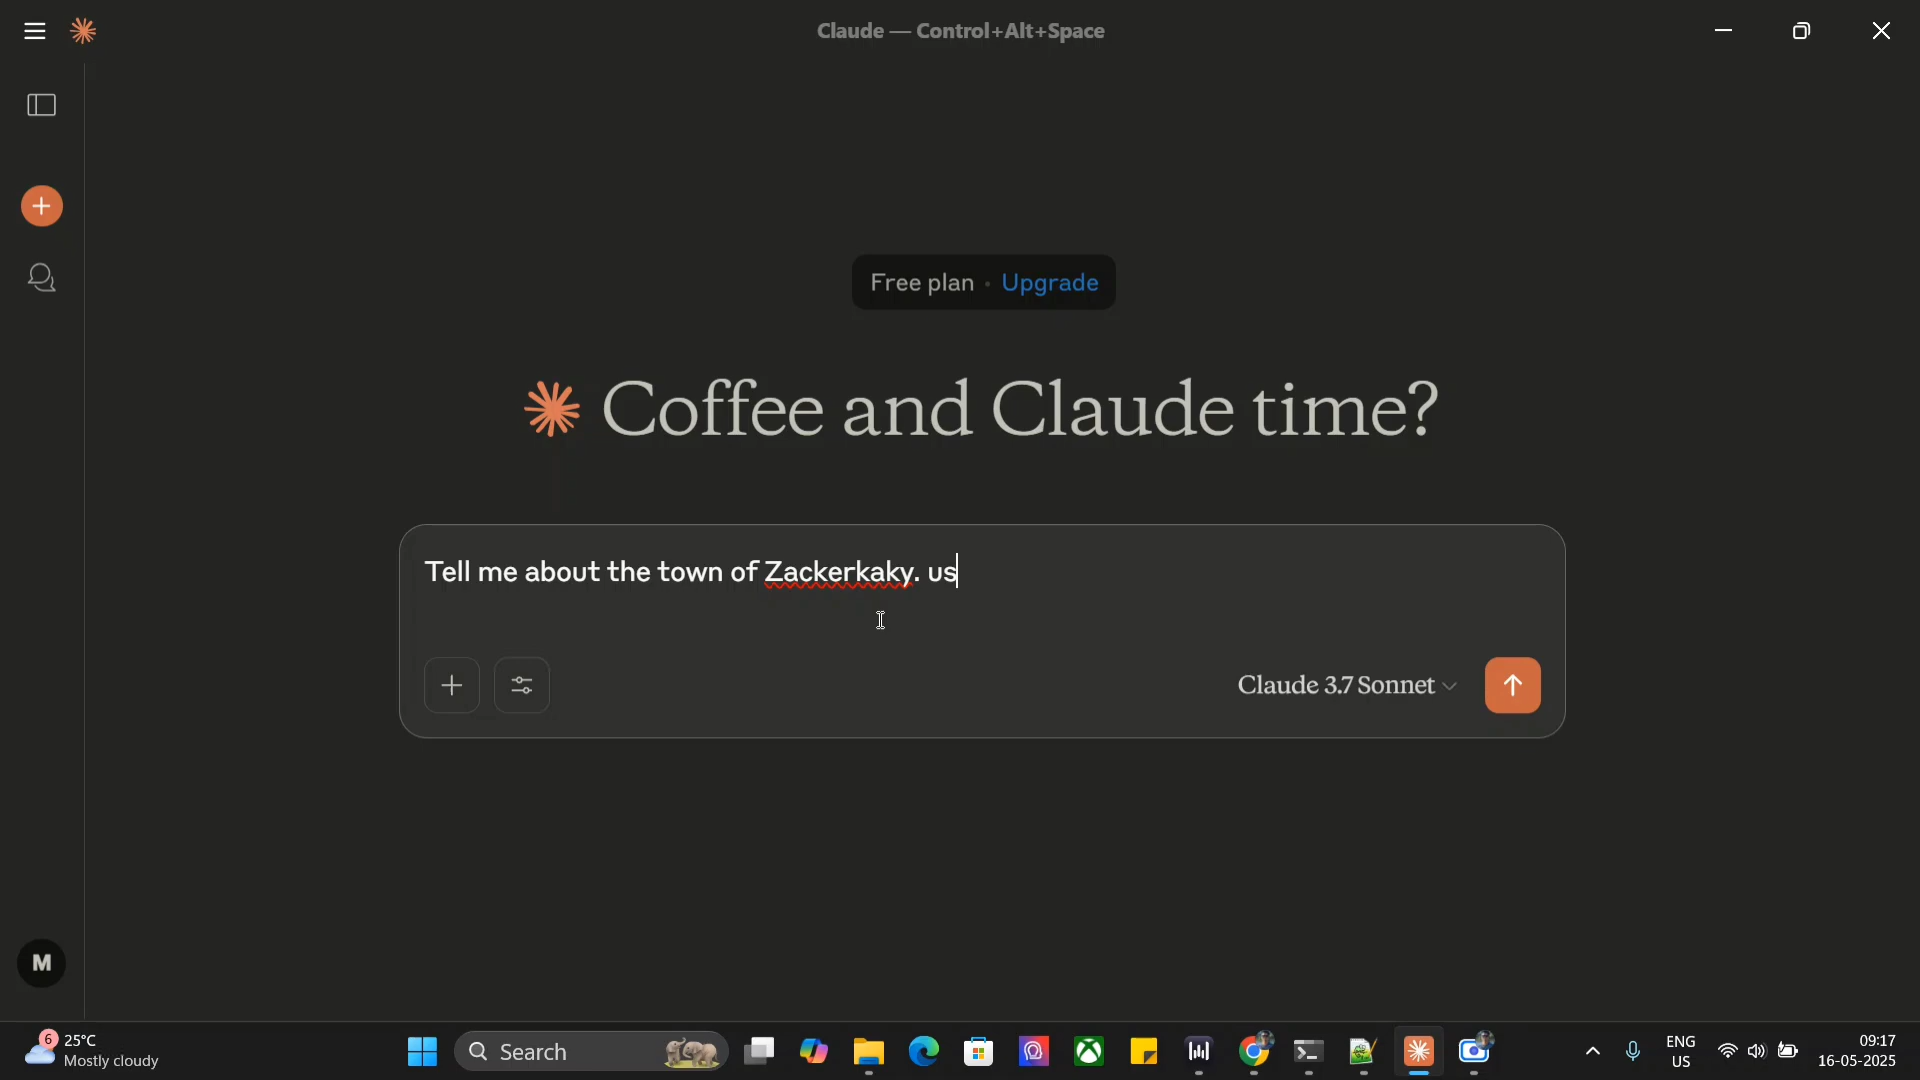 Claude — Control+Alt+Space
Free plan · Upgrade
Coffee and Claude time?
Tell me about the town of Zackerkaky. us
Claude 3.7 Sonnet
M
6
25°C
Mostly cloudy
Search
ENG
US
09:17
16-05-2025